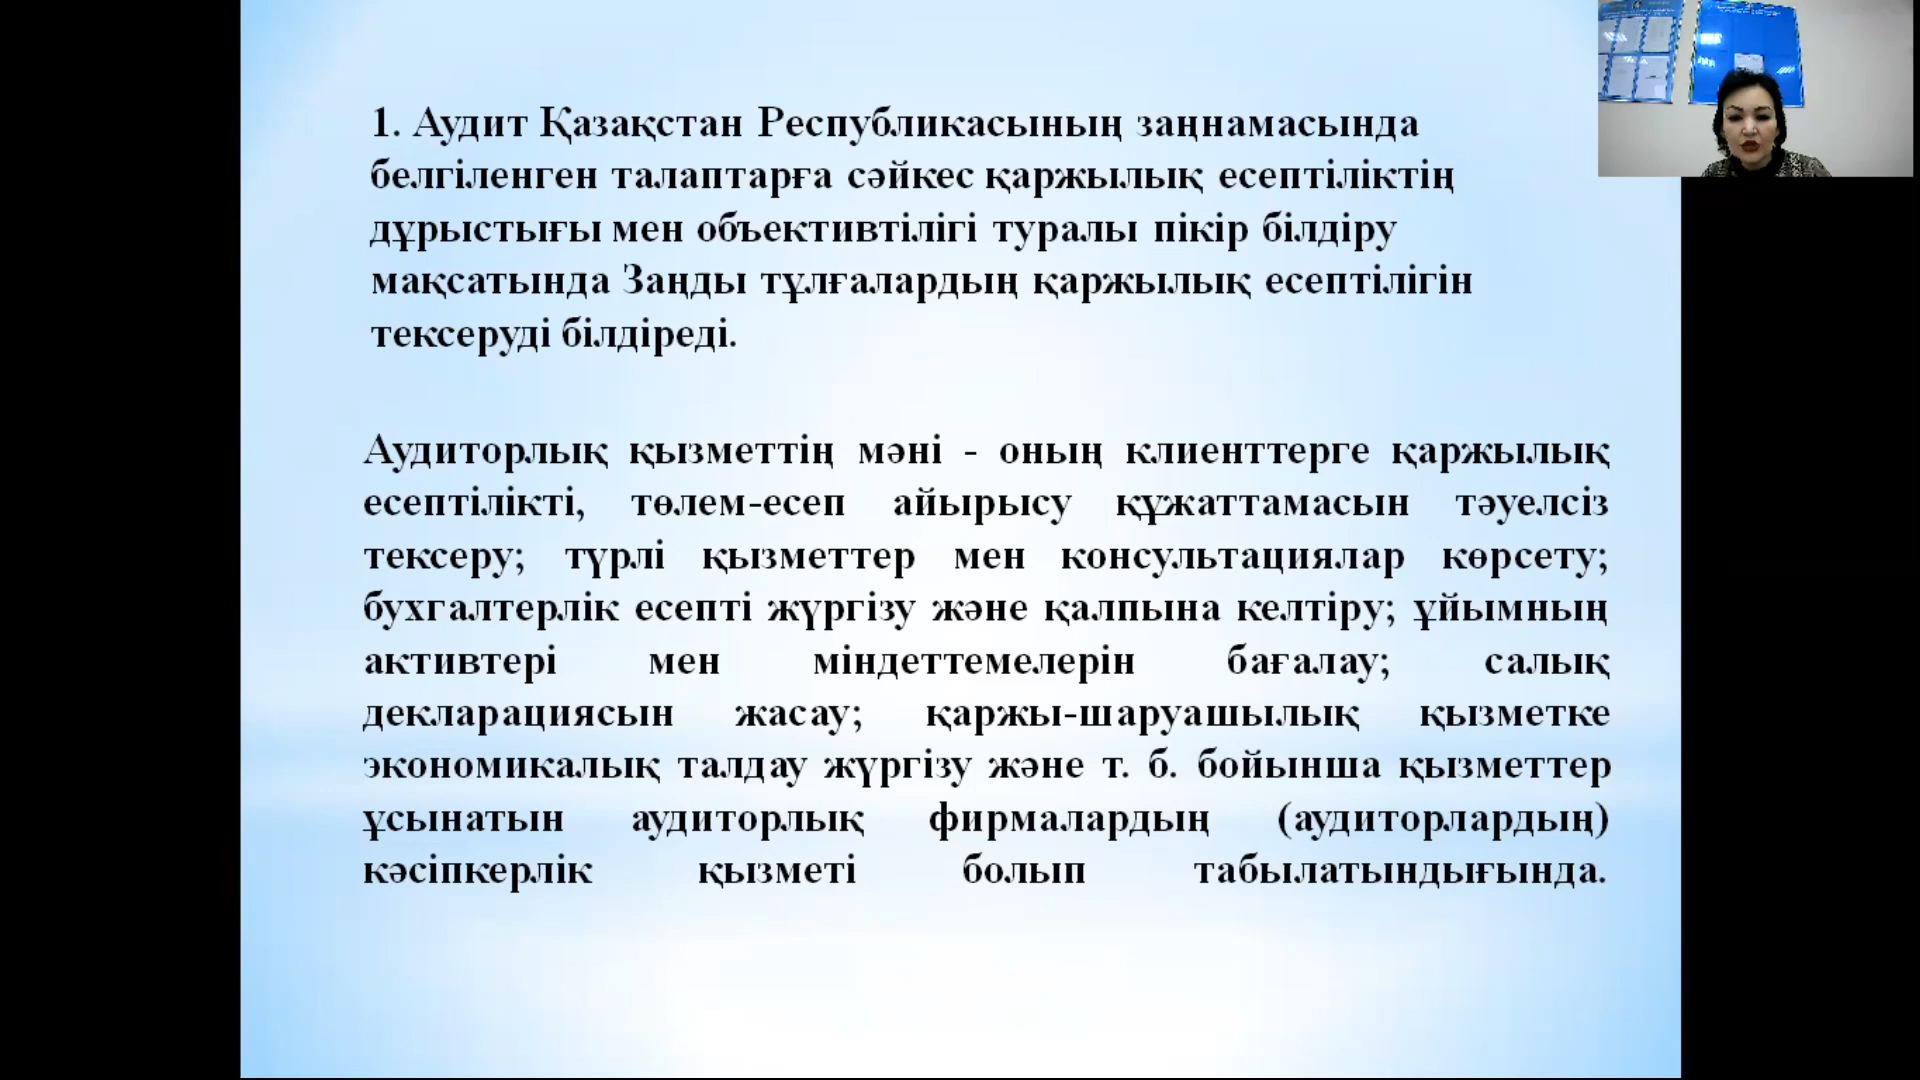 1. Аудит Қазақстан Республикасының заңнамасында
белгіленген талаптарға сәйкес қаржылық есептіліктің
дұрыстығы мен объективтілігі туралы пікір білдіру
мақсатында Заңды тұлғалардың қаржылық есептілігін
тексеруді білдіреді.
Аудиторлық қызметтің мәні - оның клиенттерге қаржылық
есептілікті, төлем-есеп айырысу құжаттамасын тәуелсіз
тексеру; түрлі қызметтер мен консультациялар көрсету;
бухгалтерлік есепті жүргізу және қалпына келтіру; ұйымның
активтері мен міндеттемелерін бағалау; салық
декларациясын жасау; қаржы-шаруашылық қызметке
экономикалық талдау жүргізу және т. б. бойынша қызметтер
ұсынатын аудиторлық фирмалардың (аудиторлардың)
кәсіпкерлік қызметі болып табылатындығында.